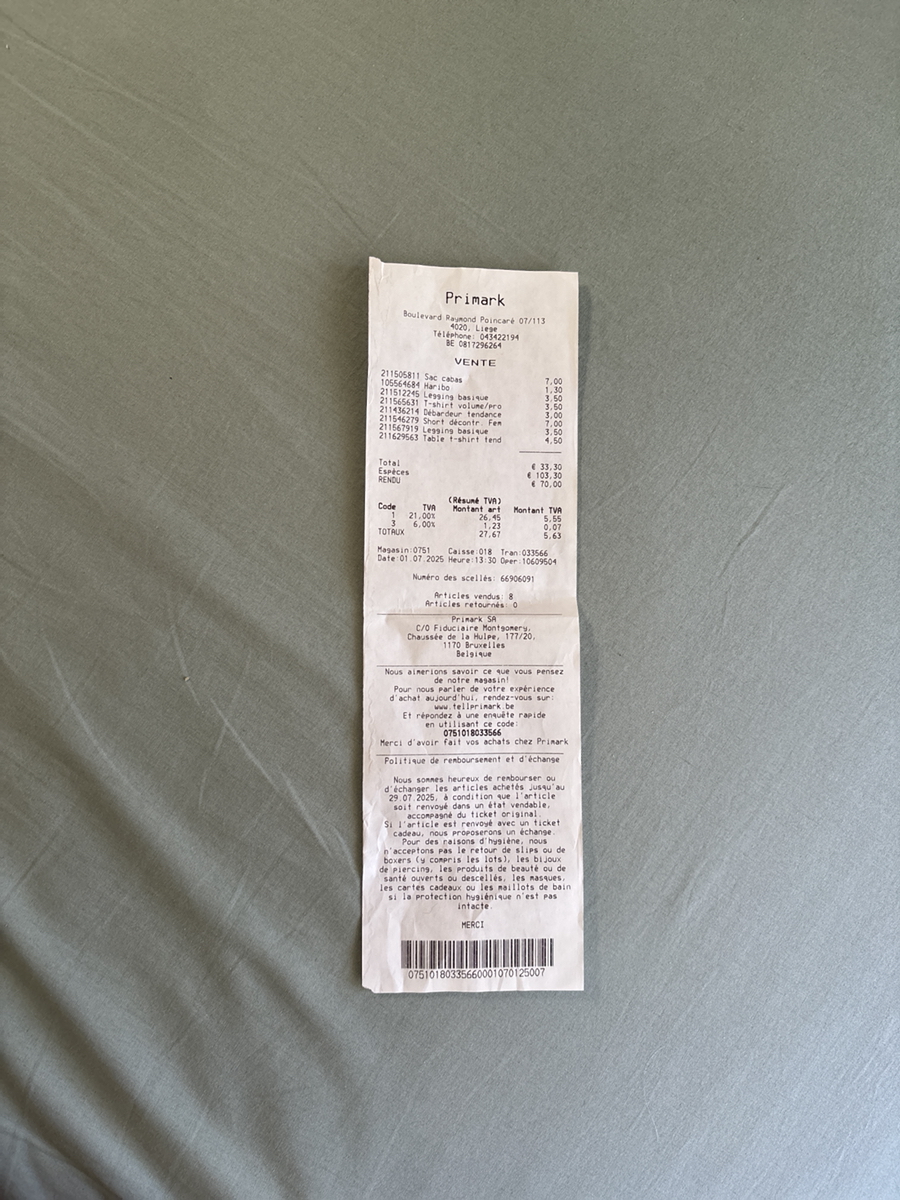 Primark
Boulevard Raymond Poincaré 07/113
4020, Liege
Téléphone: 043422194
BE 0817296264
VENTE
211505811 Sac cabas 7,00
105564684 Haribo 1,30
211512245 Legging basique 3,50
211565631 T-shirt volume/pro 3,50
211436214 Débardeur tendance 3,00
211546279 Short décontr. Fem 7,00
211567919 Legging basique 3,50
211629563 Table t-shirt tend 4,50
Total € 33,30
Espèces € 103,30
RENDU € 70,00
(Résumé TVA)
Code TVA Montant art Montant TVA
1 21,00% 26,45 5,55
3 6,00% 1,23 0,07
TOTAUX 27,67 5,63
Magasin:0751 Caisse:018 Tran:033566
Date:01.07.2025 Heure:13:30 Oper:10609504
Numéro des scellés: 66906091
Articles vendus: 8
Articles retournés: 0
Primark SA
C/O Fiduciaire Montgomery,
Chaussée de la Hulpe, 177/20,
1170 Bruxelles
Belgique
Nous aimerions savoir ce que vous pensez
de notre magasin!
Pour nous parler de votre expérience
d'achat aujourd'hui, rendez-vous sur:
www.tellprimark.be
Et répondez à une enquête rapide
en utilisant ce code:
0751018033566
Merci d'avoir fait vos achats chez Primark
Politique de remboursement et d'échange
Nous sommes heureux de rembourser ou
d'échanger les articles achetés jusqu'au
29.07.2025, à condition que l'article
soit renvoyé dans un état vendable,
accompagné du ticket original.
Si l'article est renvoyé avec un ticket
cadeau, nous proposerons un échange.
Pour des raisons d'hygiène, nous
n'acceptons pas le retour de slips ou de
boxers (y compris les lots), les bijoux
de piercing, les produits de beauté ou de
santé ouverts ou descellés, les masques,
les cartes cadeaux ou les maillots de bain
si la protection hygiénique n'est pas
intacte.
MERCI
07510180335660001070125007